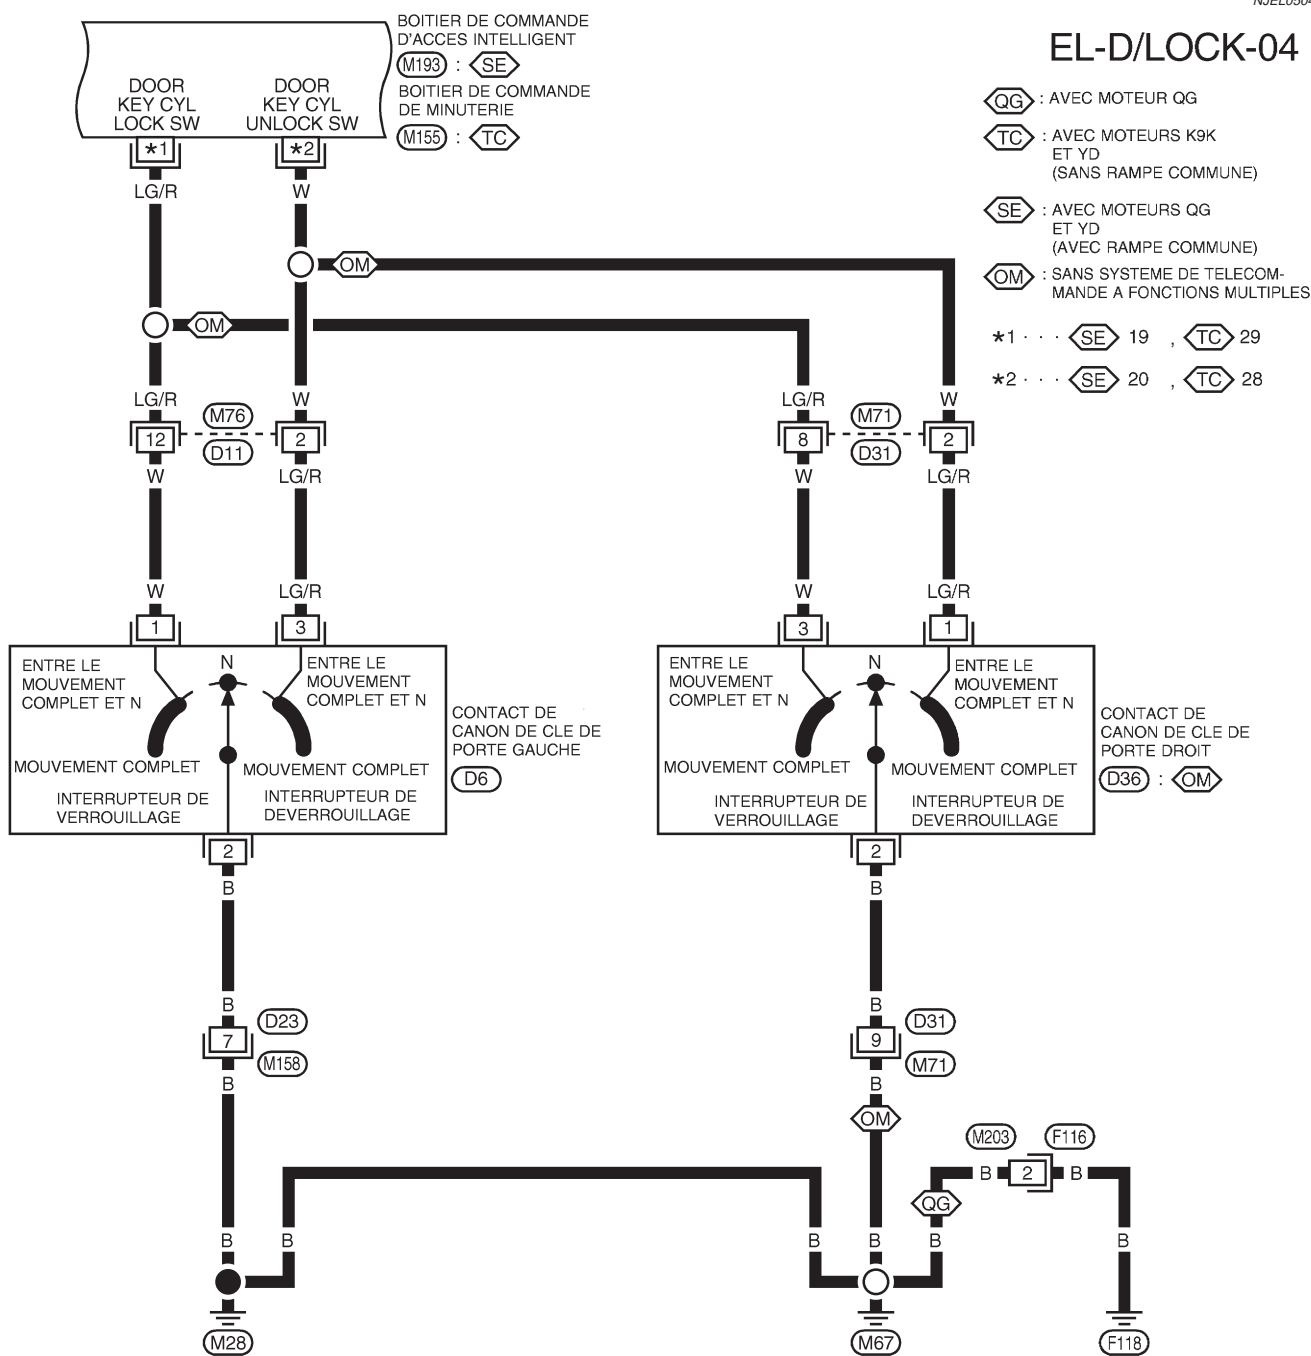 NJEL0504
BOITIER DE COMMANDE
D'ACCES INTELLIGENT
M193 : SE
BOITIER DE COMMANDE
DE MINUTERIE
M155 : TC
DOOR
KEY CYL
LOCK SW
DOOR
KEY CYL
UNLOCK SW
*1
*2
LG/R
W
EL-D/LOCK-04
QG : AVEC MOTEUR QG
TC : AVEC MOTEURS K9K
ET YD
(SANS RAMPE COMMUNE)
SE : AVEC MOTEURS QG
ET YD
(AVEC RAMPE COMMUNE)
OM : SANS SYSTEME DE TELECOM-
MANDE A FONCTIONS MULTIPLES
*1 · · · SE 19 , TC 29
*2 · · · SE 20 , TC 28
OM
OM
LG/R
W
LG/R
W
M76
M71
12
2
8
2
D11
D31
W
LG/R
W
LG/R
W
LG/R
W
LG/R
1
3
3
1
ENTRE LE
MOUVEMENT
COMPLET ET N
N
ENTRE LE
MOUVEMENT
COMPLET ET N
MOUVEMENT COMPLET
MOUVEMENT COMPLET
INTERRUPTEUR DE
VERROUILLAGE
INTERRUPTEUR DE
DEVERROUILLAGE
CONTACT DE
CANON DE CLE DE
PORTE GAUCHE
D6
ENTRE LE
MOUVEMENT
COMPLET ET N
N
ENTRE LE
MOUVEMENT
COMPLET ET N
MOUVEMENT COMPLET
MOUVEMENT COMPLET
INTERRUPTEUR DE
VERROUILLAGE
INTERRUPTEUR DE
DEVERROUILLAGE
CONTACT DE
CANON DE CLE DE
PORTE DROIT
D36 : OM
2
2
B
B
B
B
D23
D31
7
9
M158
M71
B
B
OM
M203
F116
B
2
B
QG
B
B
B
B
B
B
M28
M67
F118